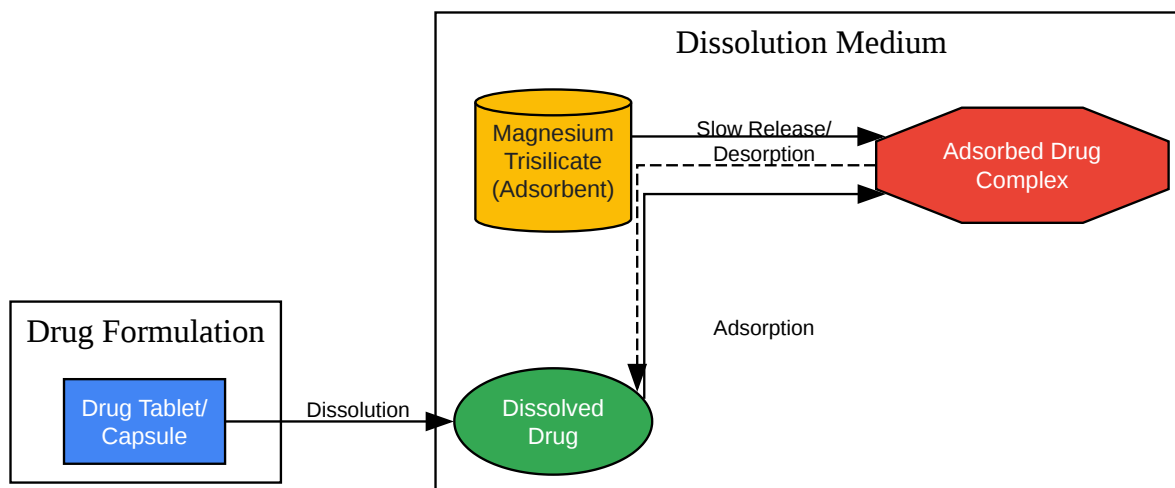 Dissolution Medium
Magnesium
Trisilicate
(Adsorbent)
Slow Release/
Desorption
Adsorbed Drug
Complex
Adsorption
Drug Formulation
Drug Tablet/
Capsule
Dissolution
Dissolved
Drug